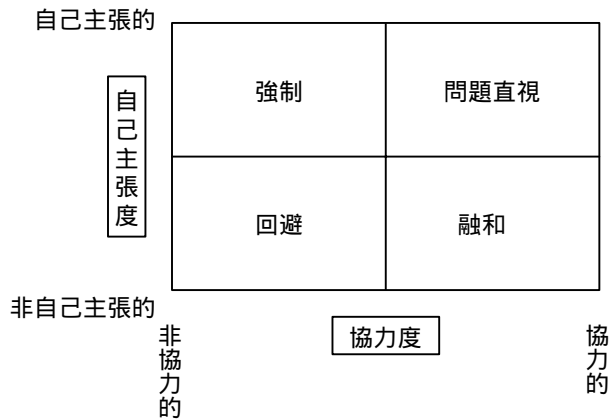 自己主張的
強制
問題直視
自己主張度
回避
融和
非自己主張的
非協力的
協力度
協力的